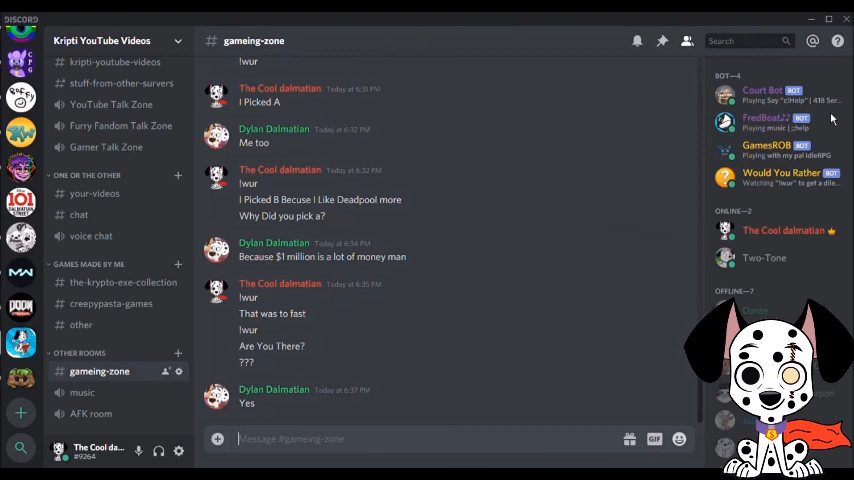 DISCORD
Kripti YouTube Videos
kripti-youtube-videos
stuff-from-other-survers
YouTube Talk Zone
Furry Fandom Talk Zone
Gamer Talk Zone
ONE OR THE OTHER
your-videos
chat
voice chat
GAMES MADE BY ME
the-krypto-exe-collection
creepypasta-games
other
OTHER ROOMS
gameing-zone
music
AFK room
The Cool da...
#9264
C P G
Raffy
101
DALMATIAN
STREET
DOOM
# gameing-zone
Search
!wur
The Cool dalmatian Today at 6:31 PM
I Picked A
Dylan Dalmatian Today at 6:32 PM
Me too
The Cool dalmatian Today at 6:32 PM
!wur
I Picked B Becuse I Like Deadpool more
Why Did you pick a?
Dylan Dalmatian Today at 6:34 PM
Because $1 million is a lot of money man
The Cool dalmatian Today at 6:35 PM
!wur
That was to fast
!wur
Are You There?
???
Dylan Dalmatian Today at 6:37 PM
Yes
Message #gameing-zone
GIF
BOT—4
Court Bot BOT
Playing Say "c!Help" | 418 Ser...
FredBoat♪♪ BOT
Playing music | ;;help
GamesROB BOT
Playing with my pal IdleRPG
Would You Rather BOT
Watching "!wur" to get a dile...
ONLINE—2
The Cool dalmatian
Two-Tone
OFFLINE—7
Dante